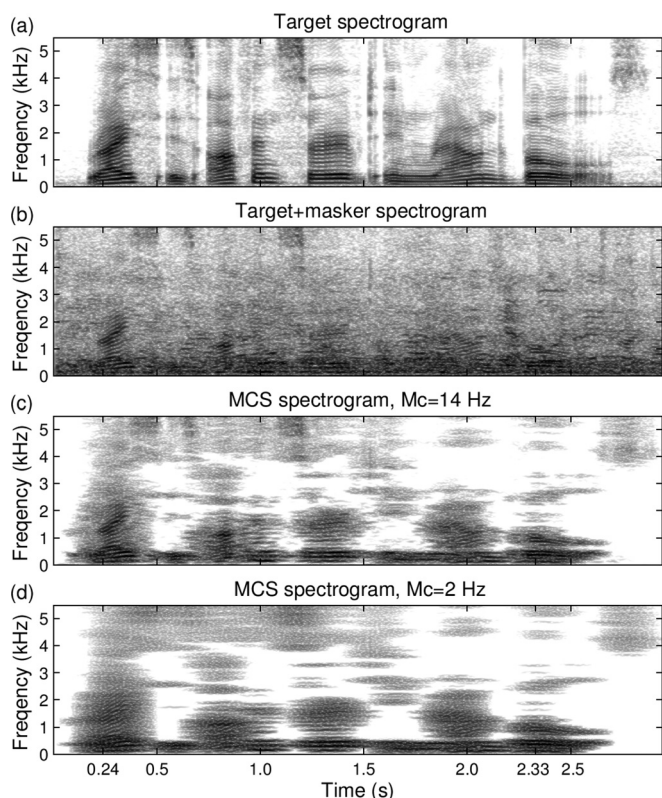 (a) Target spectrogram
Freqency (kHz)
5
4
3
2
1
0
(b) Target+masker spectrogram
Freqency (kHz)
5
4
3
2
1
0
(c) MCS spectrogram, Mc=14 Hz
Freqency (kHz)
5
4
3
2
1
0
(d) MCS spectrogram, Mc=2 Hz
Freqency (kHz)
5
4
3
2
1
0
0.24 0.5 1.0 1.5 2.0 2.33 2.5
Time (s)